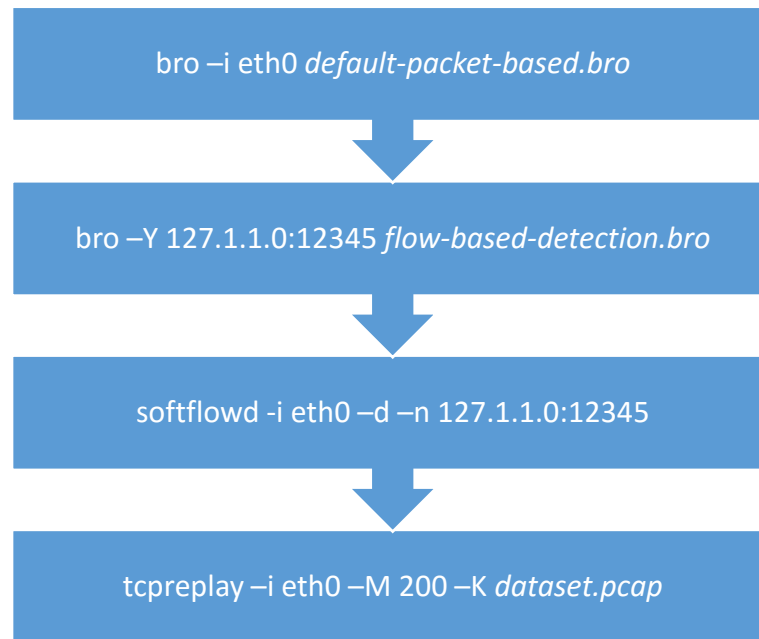 bro –i eth0 default-packet-based.bro
bro –Y 127.1.1.0:12345 flow-based-detection.bro
softflowd -i eth0 –d –n 127.1.1.0:12345
tcpreplay –i eth0 –M 200 –K dataset.pcap